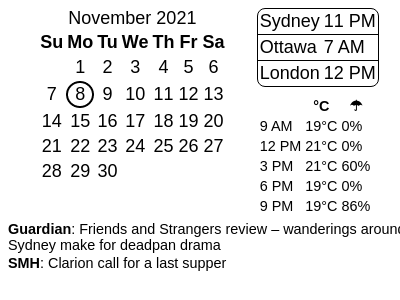 November 2021
Su Mo Tu We Th Fr Sa
1 2 3 4 5 6
7 8 9 10 11 12 13
14 15 16 17 18 19 20
21 22 23 24 25 26 27
28 29 30
Sydney 11 PM
Ottawa 7 AM
London 12 PM
°C ☂
9 AM 19°C 0%
12 PM 21°C 0%
3 PM 21°C 60%
6 PM 19°C 0%
9 PM 19°C 86%
Guardian: Friends and Strangers review – wanderings around
Sydney make for deadpan drama
SMH: Clarion call for a last supper